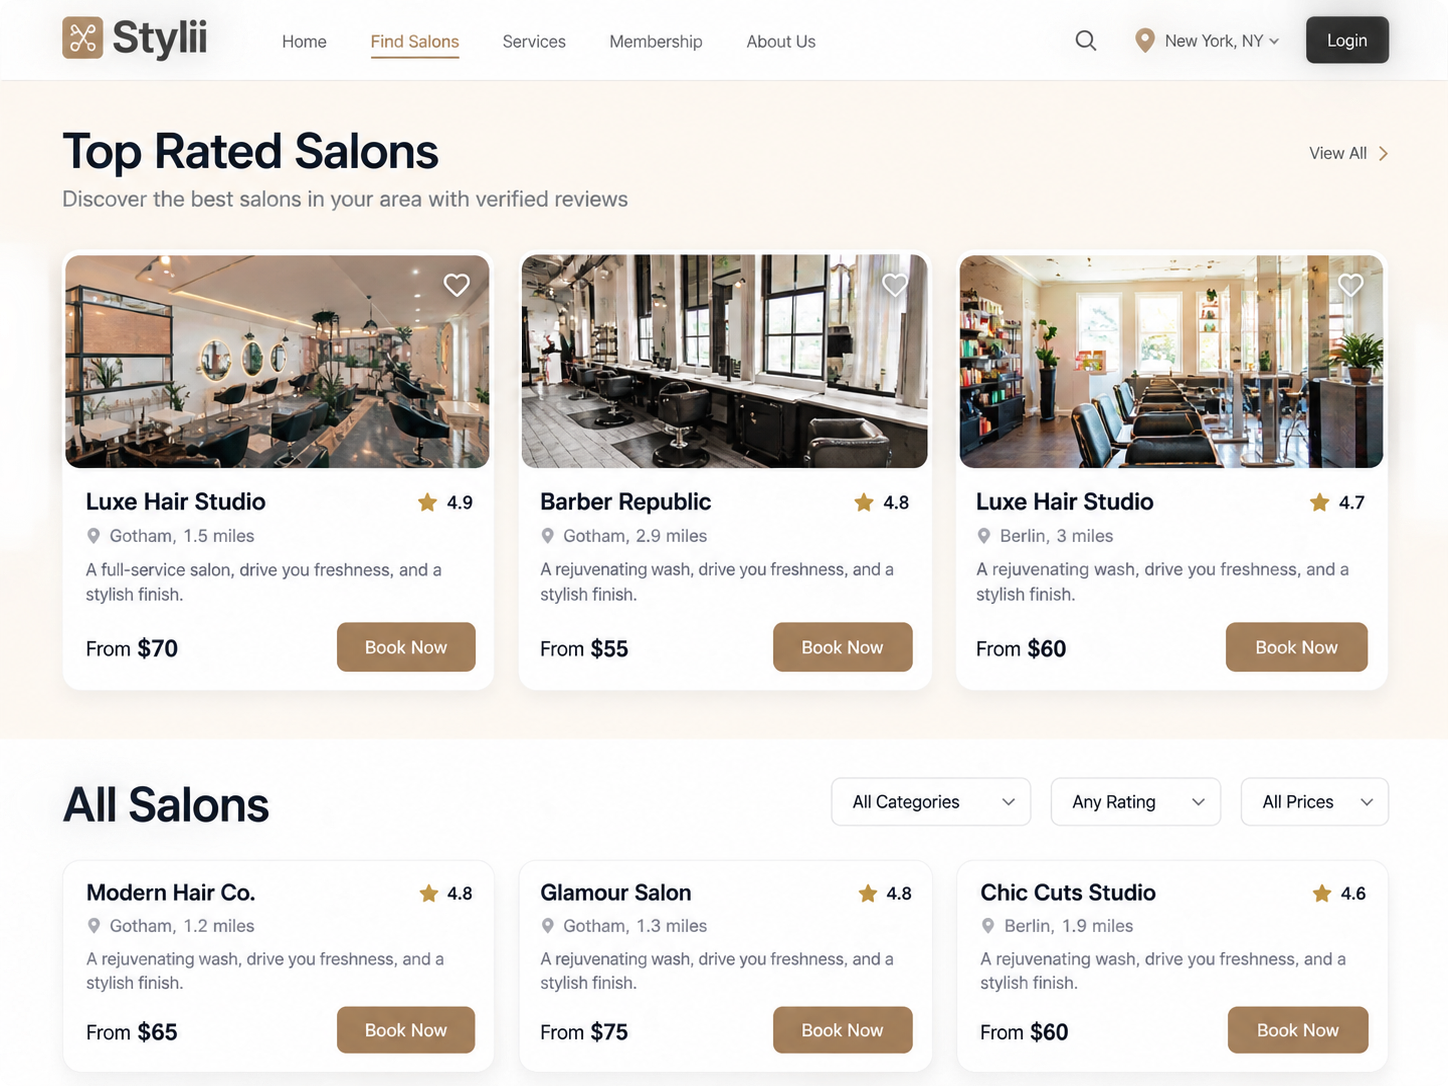 Stylii
Home
Find Salons
Services
Membership
About Us
New York, NY
Login
Top Rated Salons
View All
Discover the best salons in your area with verified reviews
Luxe Hair Studio
4.9
Gotham, 1.5 miles
A full-service salon, drive you freshness, and a
stylish finish.
From $70
Book Now
Barber Republic
4.8
Gotham, 2.9 miles
A rejuvenating wash, drive you freshness, and a
stylish finish.
From $55
Book Now
Luxe Hair Studio
4.7
Berlin, 3 miles
A rejuvenating wash, drive you freshness, and a
stylish finish.
From $60
Book Now
All Salons
All Categories
Any Rating
All Prices
Modern Hair Co.
4.8
Gotham, 1.2 miles
A rejuvenating wash, drive you freshness, and a
stylish finish.
From $65
Book Now
Glamour Salon
4.8
Gotham, 1.3 miles
A rejuvenating wash, drive you freshness, and a
stylish finish.
From $75
Book Now
Chic Cuts Studio
4.6
Berlin, 1.9 miles
A rejuvenating wash, drive you freshness, and a
stylish finish.
From $60
Book Now